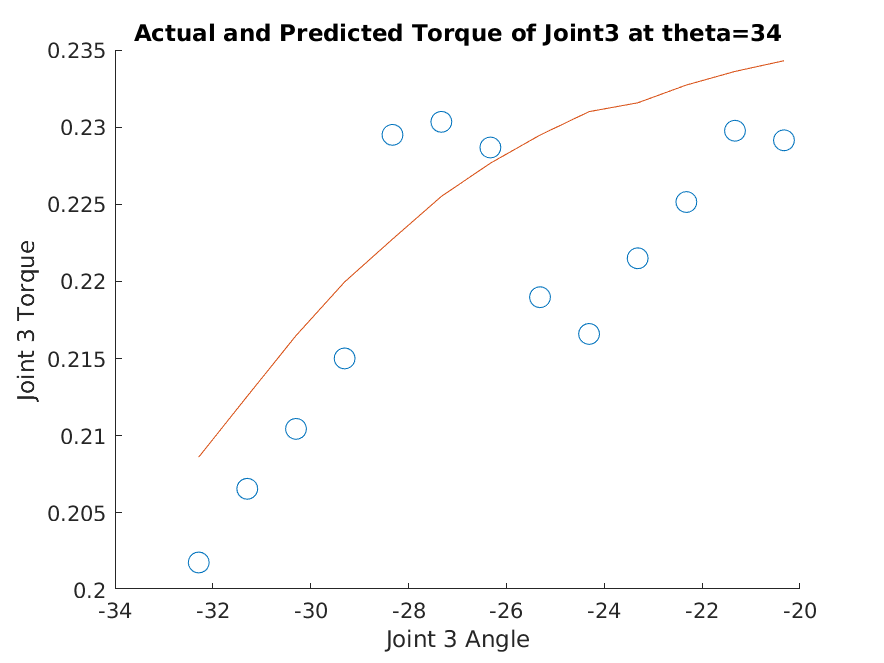 Actual and Predicted Torque of Joint3 at theta=34
0.235
0.23
0.225
0.22
0.215
0.21
0.205
0.2
Joint 3 Torque
-34 -32 -30 -28 -26 -24 -22 -20
Joint 3 Angle